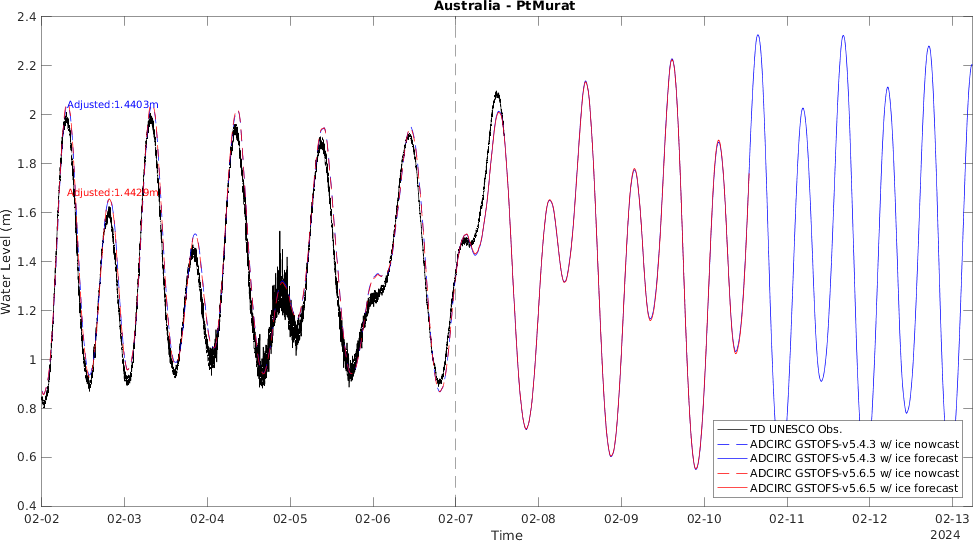 Australia - PtMurat
2.4
2.2
2
1.8
1.6
1.4
1.2
1
0.8
0.6
0.4
Water Level (m)
Adjusted:1.4403m
Adjusted:1.4429m
TD UNESCO Obs.
ADCIRC GSTOFS-v5.4.3 w/ ice nowcast
ADCIRC GSTOFS-v5.4.3 w/ ice forecast
ADCIRC GSTOFS-v5.6.5 w/ ice nowcast
ADCIRC GSTOFS-v5.6.5 w/ ice forecast
02-02 02-03 02-04 02-05 02-06 02-07 02-08 02-09 02-10 02-11 02-12 02-13
Time
2024